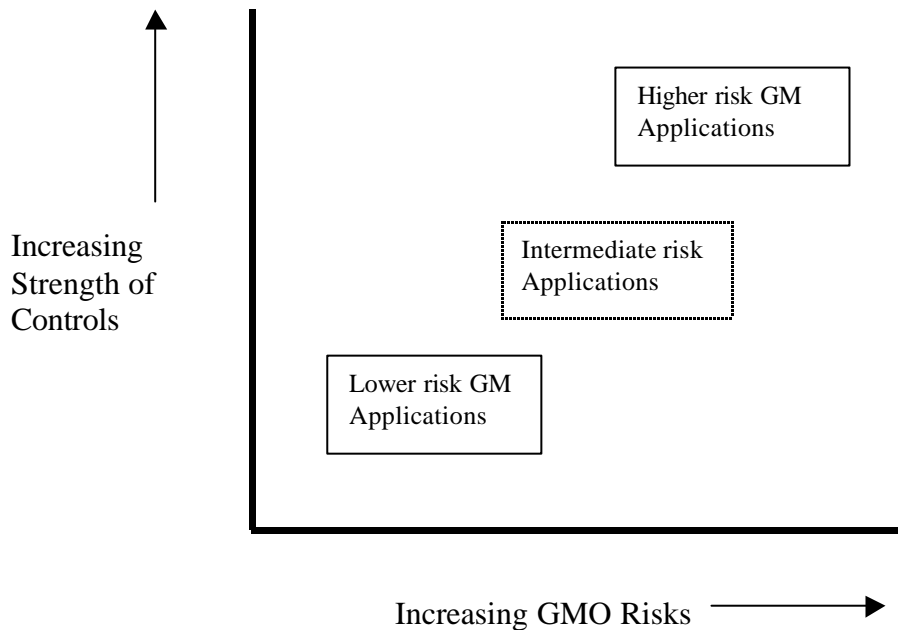 Higher risk GM
Applications
Increasing
Strength of
Controls
Intermediate risk
Applications
Lower risk GM
Applications
Increasing GMO Risks